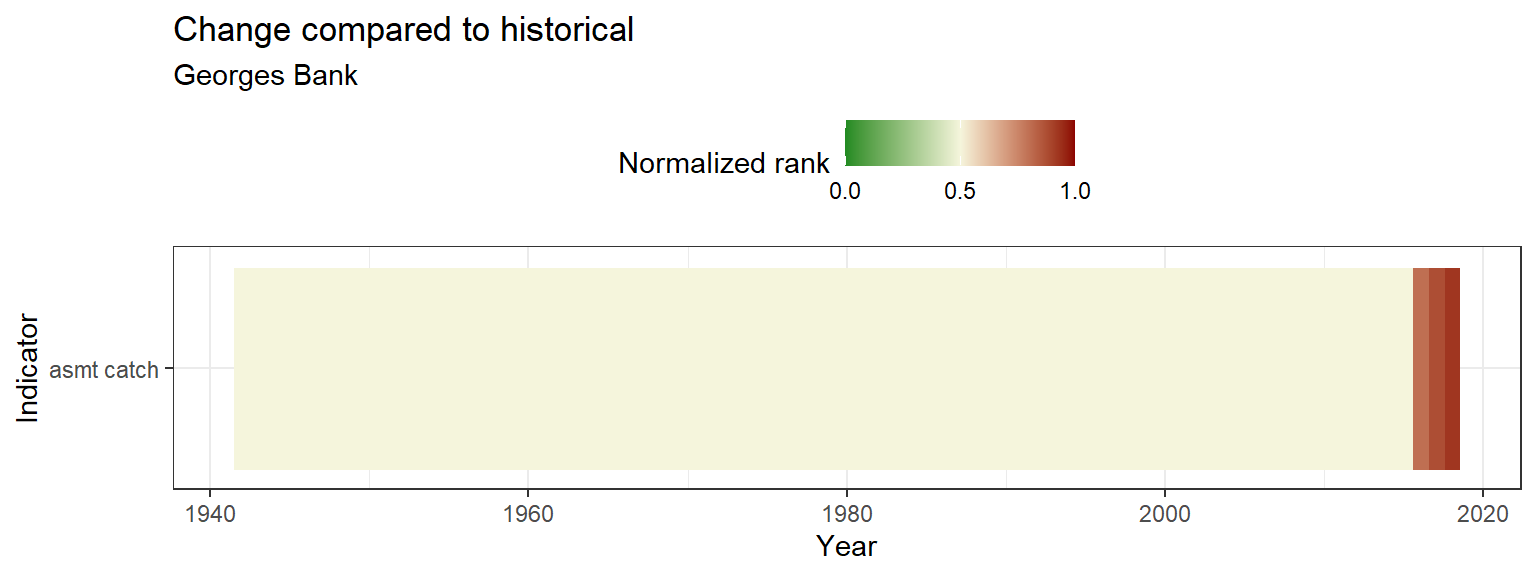 Change compared to historical
Georges Bank
Normalized rank
0.0 0.5 1.0
Indicator
asmt catch
1940 1960 1980 2000 2020
Year